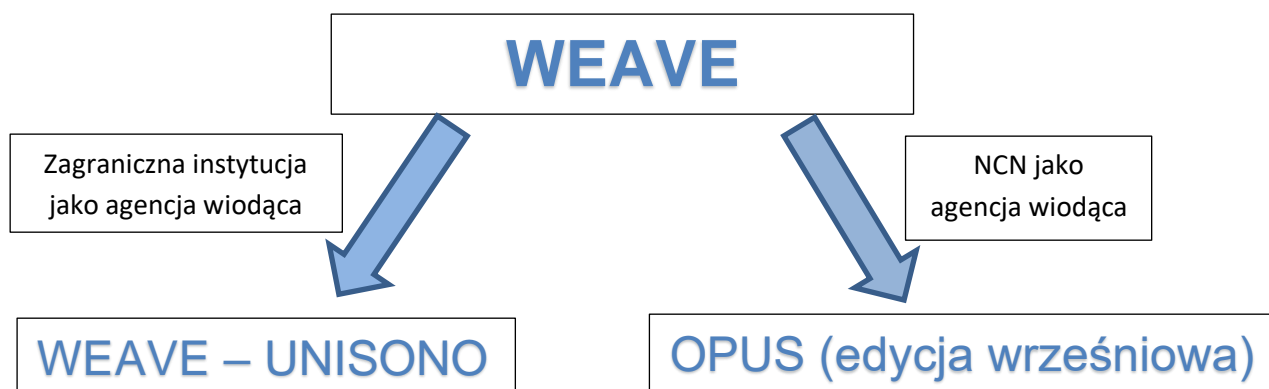 WEAVE
Zagraniczna instytucja
jako agencja wiodąca
NCN jako
agencja wiodąca
WEAVE – UNISONO
OPUS (edycja wrześniowa)